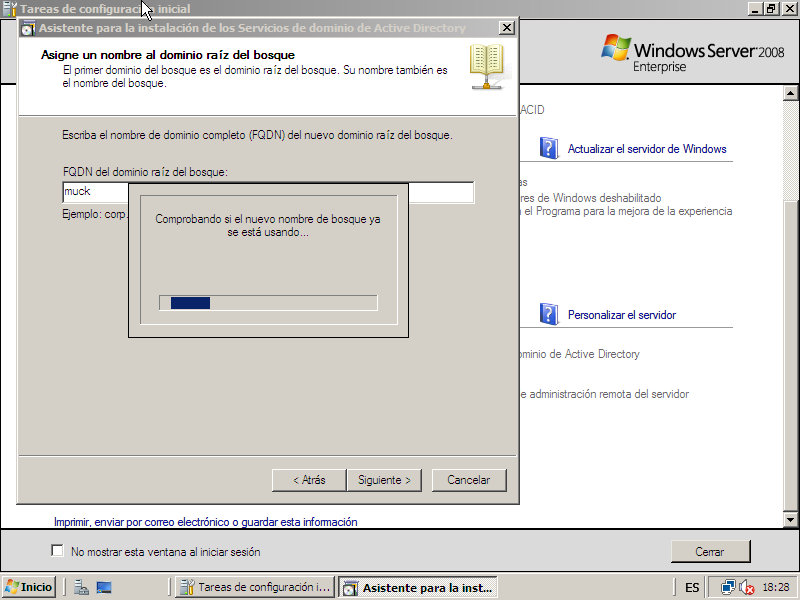 Tareas de configuración inicial
Asistente para la instalación de los Servicios de dominio de Active Directory
Asigne un nombre al dominio raíz del bosque
El primer dominio del bosque es el dominio raíz del bosque. Su nombre también es
el nombre del bosque.
Windows Server 2008
Enterprise
Escriba el nombre de dominio completo (FQDN) del nuevo dominio raíz del bosque.
FQDN del dominio raíz del bosque:
muck
Ejemplo: corp.
Comprobando si el nuevo nombre de bosque ya
se está usando...
< Atrás
Siguiente >
Cancelar
ACID
Actualizar el servidor de Windows
as
res de Windows deshabilitado
el Programa para la mejora de la experiencia
Personalizar el servidor
ominio de Active Directory
e administración remota del servidor
Imprimir, enviar por correo electrónico o guardar esta información
No mostrar esta ventana al iniciar sesión
Cerrar
Inicio
Tareas de configuración i...
Asistente para la inst...
ES
18:28